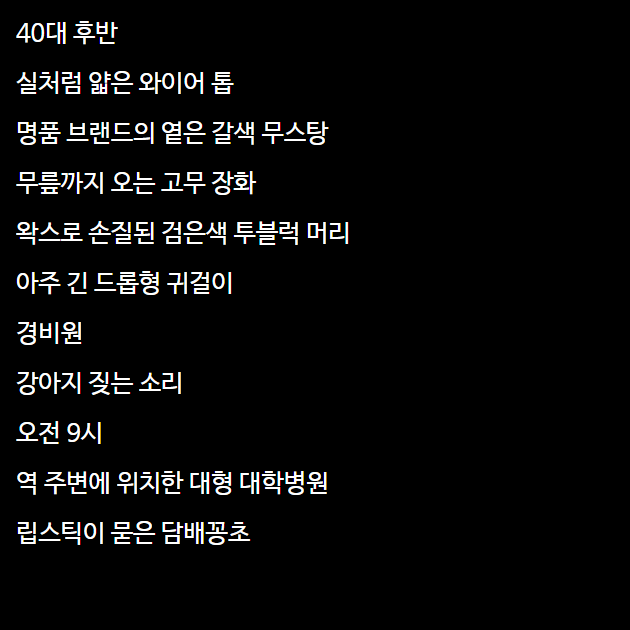 40대 후반
실처럼 얇은 와이어 톱
명품 브랜드의 옅은 갈색 무스탕
무릎까지 오는 고무 장화
왁스로 손질된 검은색 투블럭 머리
아주 긴 드롭형 귀걸이
경비원
강아지 짖는 소리
오전 9시
역 주변에 위치한 대형 대학병원
립스틱이 묻은 담배꽁초